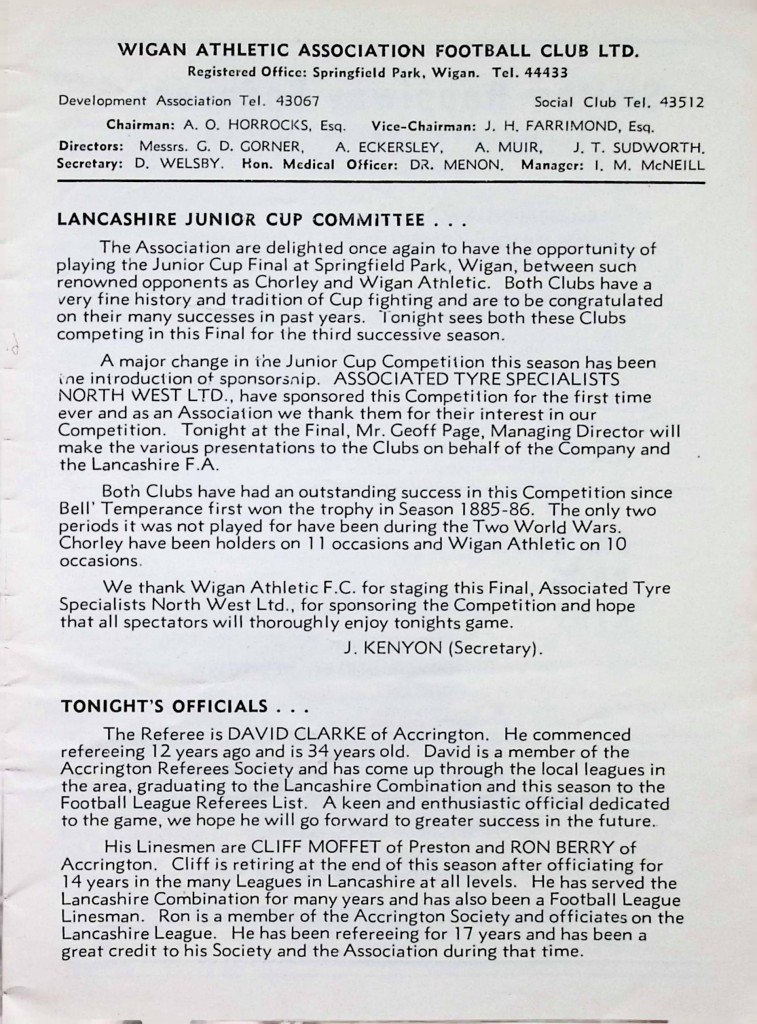 WIGAN ATHLETIC ASSOCIATION FOOTBALL CLUB LTD.
Registered Office: Springfield Park, Wigan. Tel. 44433
Development Association Tel. 43067 Social Club Tel. 43512
Chairman: A. O. HORROCKS, Esq. Vice-Chairman: J. H. FARRIMOND, Esq.
Directors: Messrs. G. D. GORNER, A. ECKERSLEY, A. MUIR, J. T. SUDWORTH.
Secretary: D. WELSBY. Hon. Medical Officer: DR. MENON. Manager: I. M. McNEILL
LANCASHIRE JUNIOR CUP COMMITTEE . . .
The Association are delighted once again to have the opportunity of
playing the Junior Cup Final at Springfield Park, Wigan, between such
renowned opponents as Chorley and Wigan Athletic. Both Clubs have a
very fine history and tradition of Cup fighting and are to be congratulated
on their many successes in past years. Tonight sees both these Clubs
competing in this Final for the third successive season.
A major change in the Junior Cup Competition this season has been
the introduction of sponsorship. ASSOCIATED TYRE SPECIALISTS
NORTH WEST LTD., have sponsored this Competition for the first time
ever and as an Association we thank them for their interest in our
Competition. Tonight at the Final, Mr. Geoff Page, Managing Director will
make the various presentations to the Clubs on behalf of the Company and
the Lancashire F.A.
Both Clubs have had an outstanding success in this Competition since
Bell' Temperance first won the trophy in Season 1885-86. The only two
periods it was not played for have been during the Two World Wars.
Chorley have been holders on 11 occasions and Wigan Athletic on 10
occasions.
We thank Wigan Athletic F.C. for staging this Final, Associated Tyre
Specialists North West Ltd., for sponsoring the Competition and hope
that all spectators will thoroughly enjoy tonights game.
J. KENYON (Secretary).
TONIGHT'S OFFICIALS . . .
The Referee is DAVID CLARKE of Accrington. He commenced
refereeing 12 years ago and is 34 years old. David is a member of the
Accrington Referees Society and has come up through the local leagues in
the area, graduating to the Lancashire Combination and this season to the
Football League Referees List. A keen and enthusiastic official dedicated
to the game, we hope he will go forward to greater success in the future.
His Linesmen are CLIFF MOFFET of Preston and RON BERRY of
Accrington. Cliff is retiring at the end of this season after officiating for
14 years in the many Leagues in Lancashire at all levels. He has served the
Lancashire Combination for many years and has also been a Football League
Linesman. Ron is a member of the Accrington Society and officiates on the
Lancashire League. He has been refereeing for 17 years and has been a
great credit to his Society and the Association during that time.